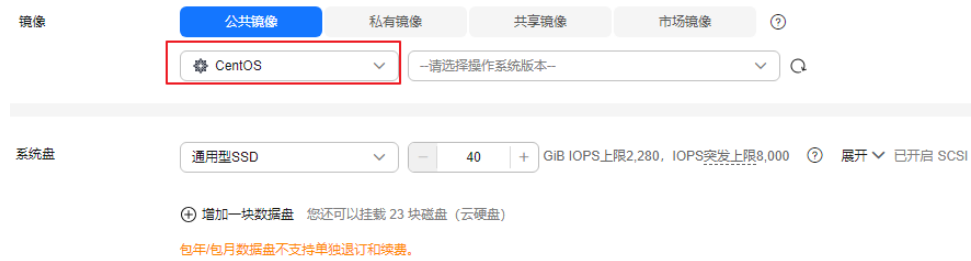 镜像 公共镜像 私有镜像 共享镜像 市场镜像
CentOS --请选择操作系统版本--
系统盘 通用型SSD 40 GiB IOPS上限2,280，IOPS突发上限8,000 展开 已开启 SCSI
增加一块数据盘 您还可以挂载 23 块磁盘（云硬盘）
包年/包月数据盘不支持单独退订和续费。